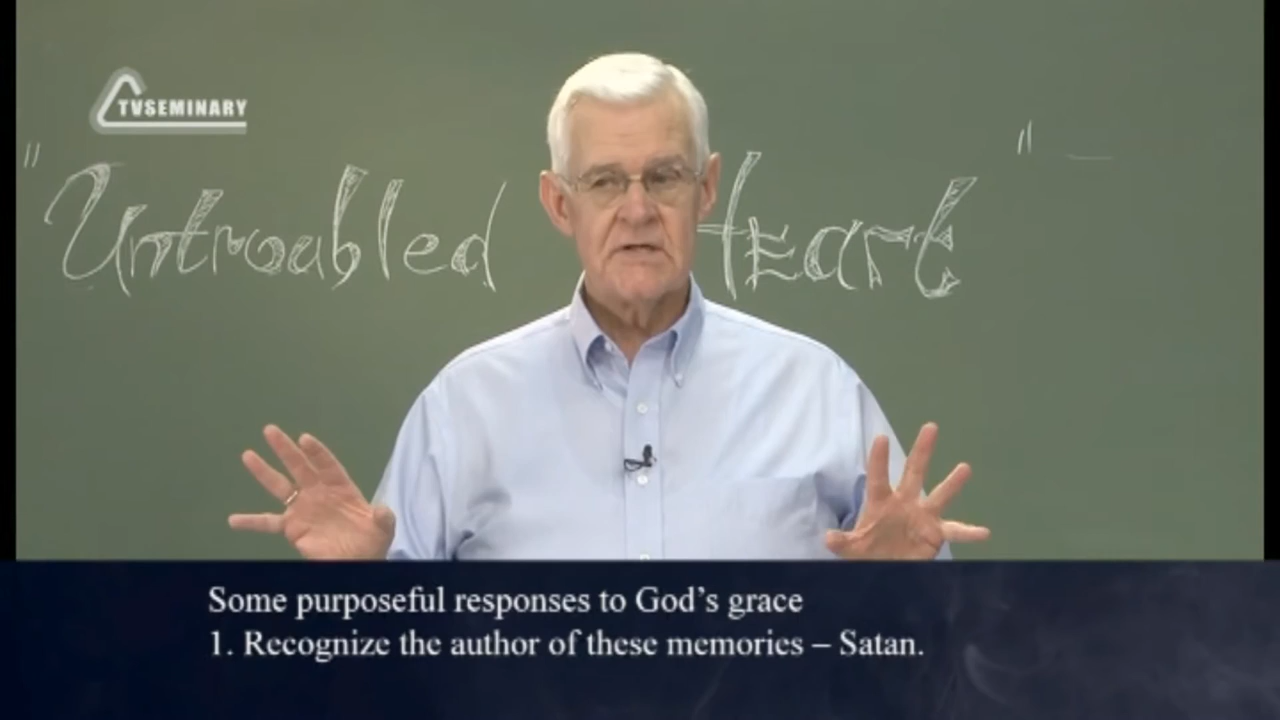 TVSEMINARY
"Untroubled Heart"
Some purposeful responses to God's grace
1. Recognize the author of these memories – Satan.